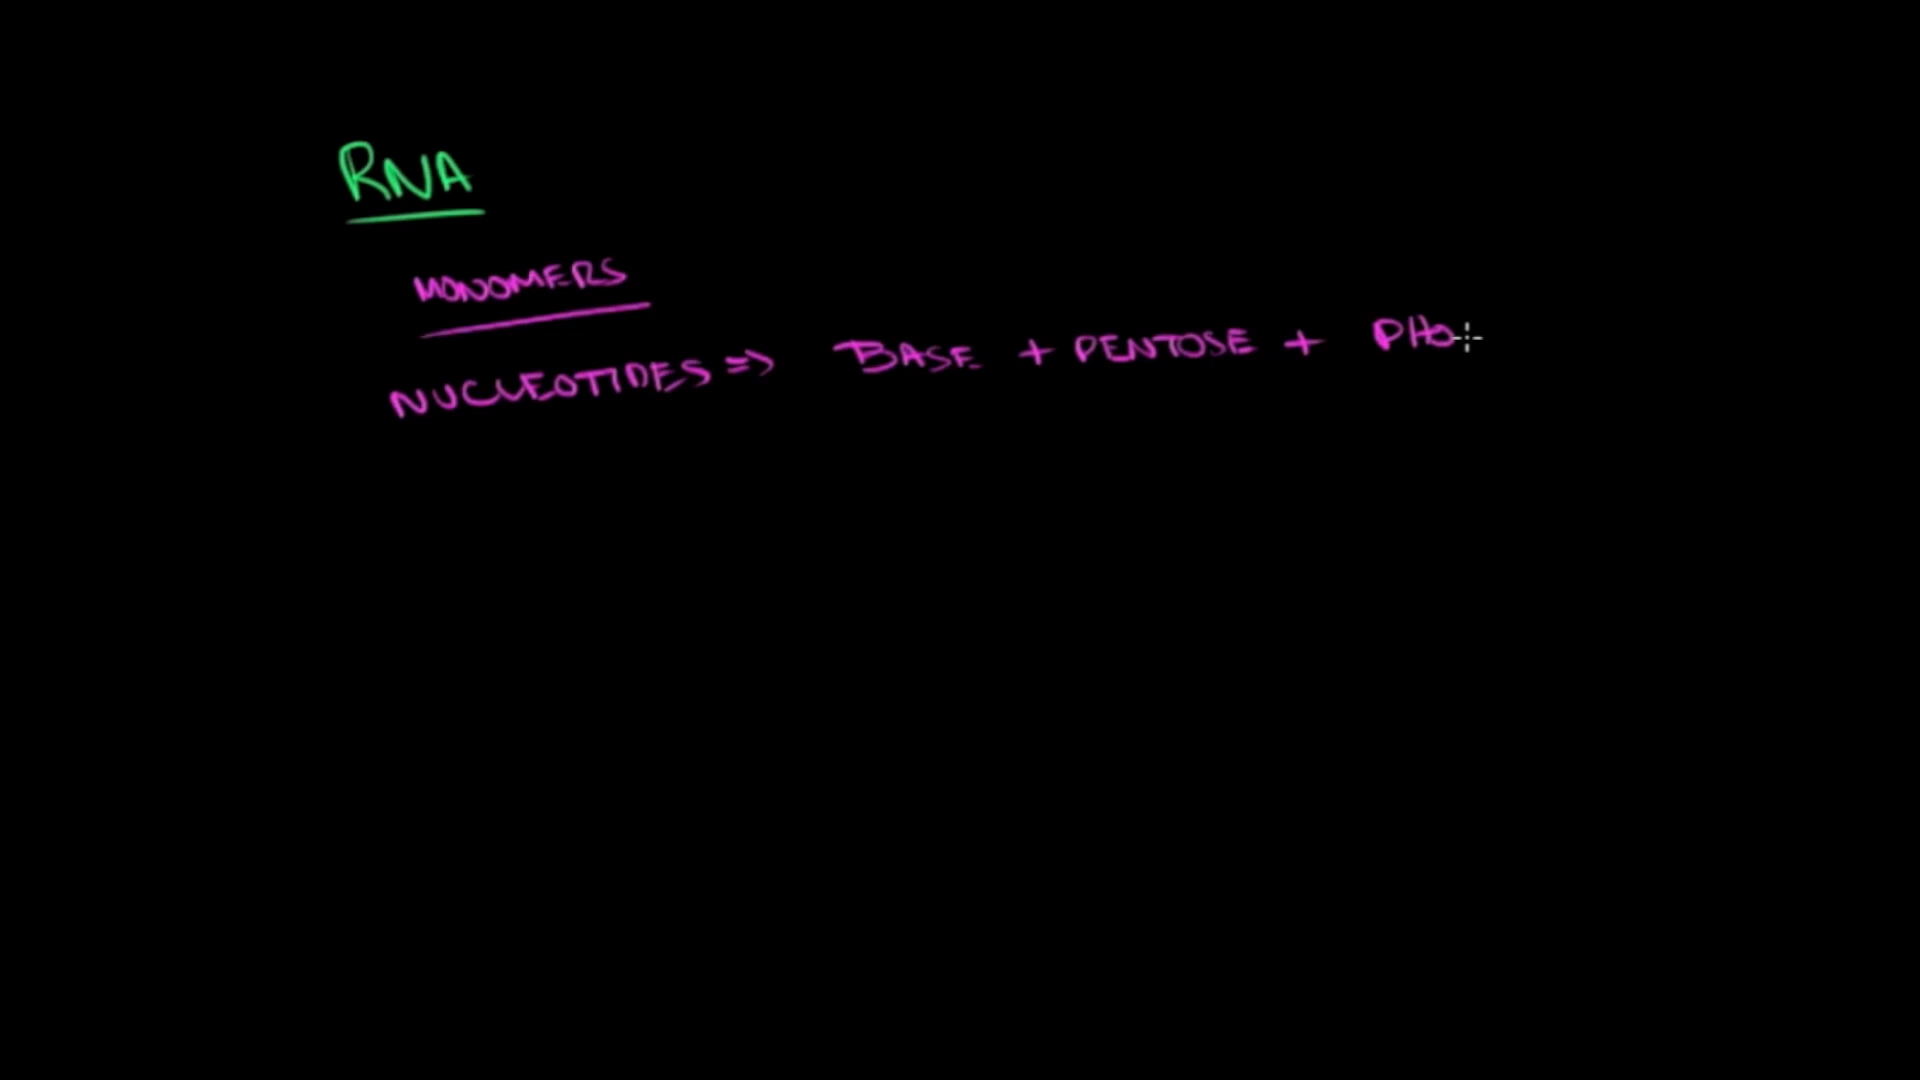 RNA
MONOMERS
NUCLEOTIDES => BASE + PENTOSE + PHO